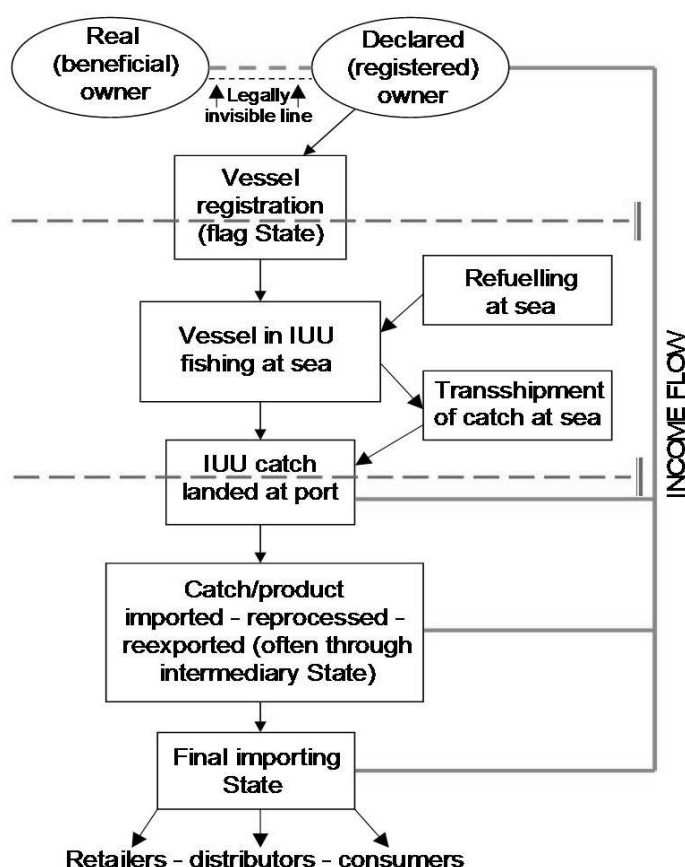 Real
(beneficial)
owner
Declared
(registered)
owner
Legally
invisible line
Vessel
registration
(flag State)
Refuelling
at sea
Vessel in IUU
fishing at sea
Transshipment
of catch at sea
IUU catch
landed at port
INCOME FLOW
Catch/product
imported - reprocessed -
reexported (often through
intermediary State)
Final importing
State
Retailers - distributors - consumers